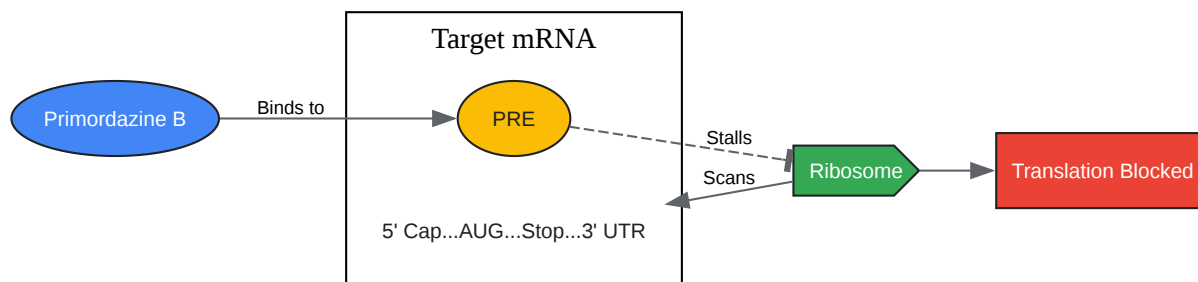 Target mRNA
Primordazine B
Binds to
PRE
Stalls
Scans
Ribosome
Translation Blocked
5' Cap...AUG...Stop...3' UTR